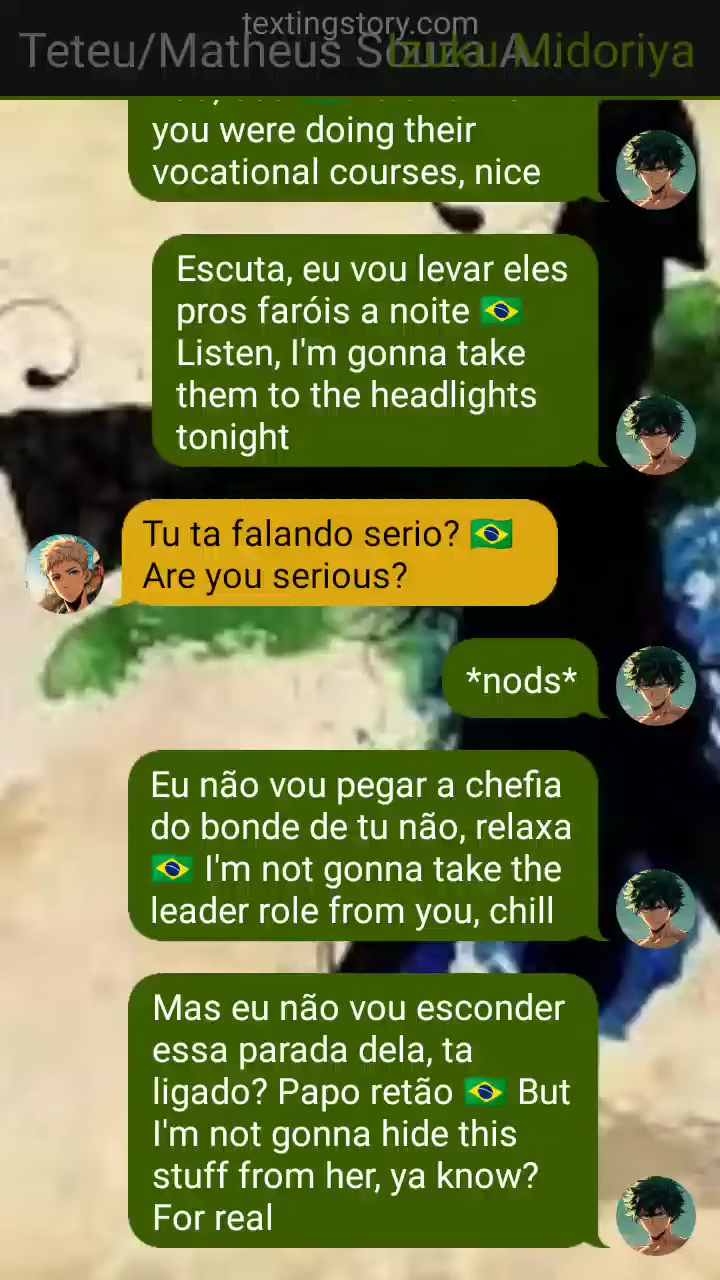 textingstory.com
Teteu/Matheus Souza A..
Izuku Midoriya
you were doing their
vocational courses, nice
Escuta, eu vou levar eles
pros faróis a noite 🇧🇷
Listen, I'm gonna take
them to the headlights
tonight
Tu ta falando serio? 🇧🇷
Are you serious?
*nods*
Eu não vou pegar a chefia
do bonde de tu não, relaxa
🇧🇷 I'm not gonna take the
leader role from you, chill
Mas eu não vou esconder
essa parada dela, ta
ligado? Papo retão 🇧🇷 But
I'm not gonna hide this
stuff from her, ya know?
For real